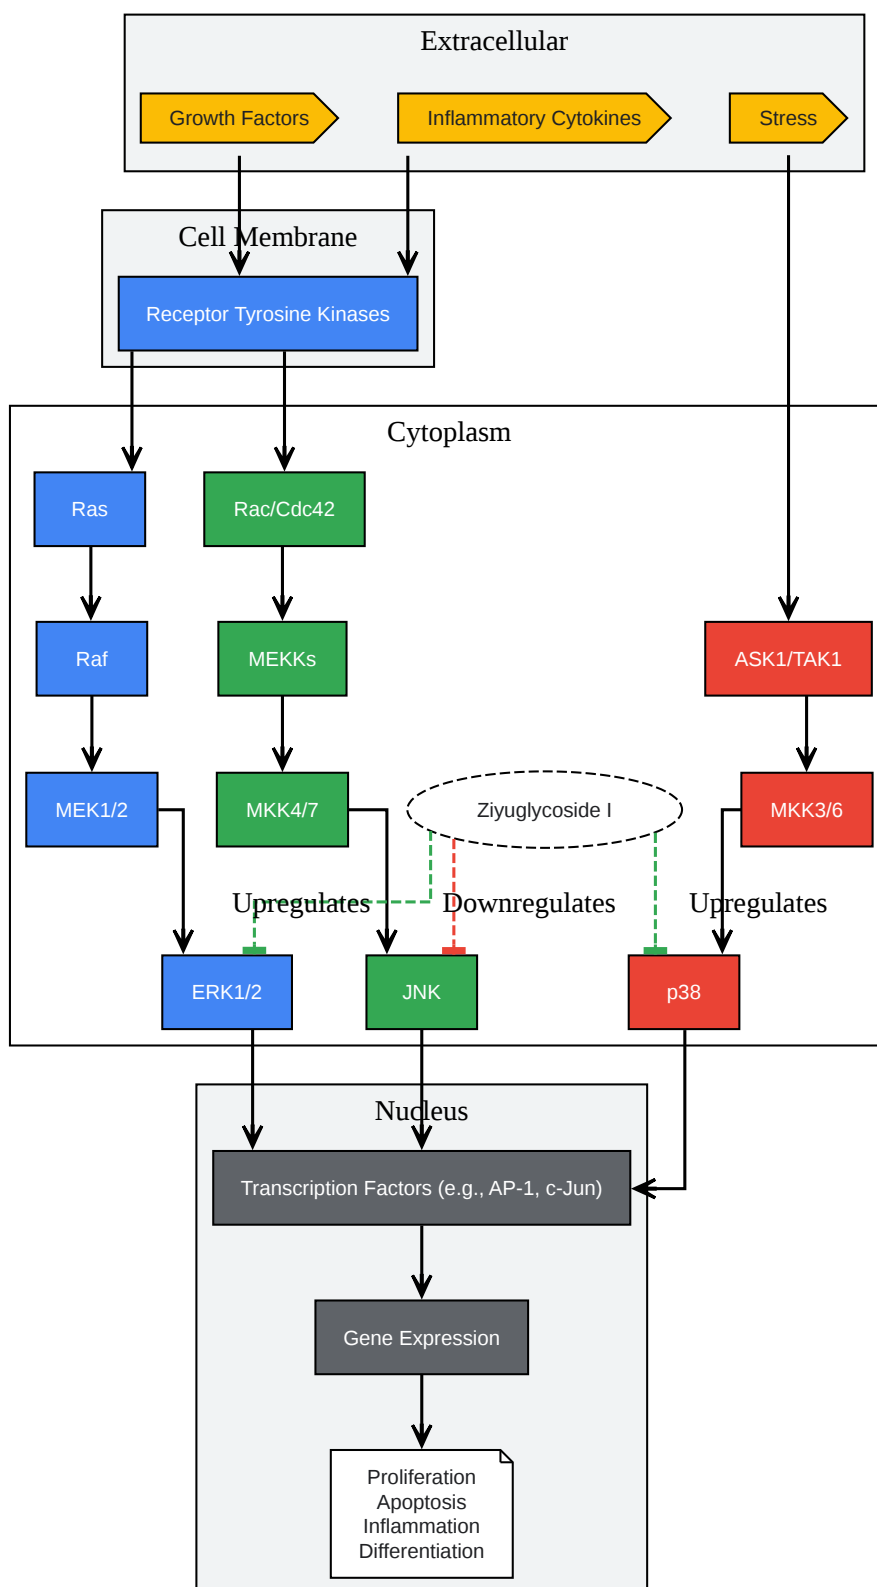 Extracellular
Growth Factors
Inflammatory Cytokines
Stress
Cell Membrane
Receptor Tyrosine Kinases
Cytoplasm
Ras
Rac/Cdc42
Raf
MEKKs
ASK1/TAK1
MEK1/2
MKK4/7
Ziyuglycoside I
MKK3/6
Upregulates
Downregulates
Upregulates
ERK1/2
JNK
p38
Nucleus
Transcription Factors (e.g., AP-1, c-Jun)
Gene Expression
Proliferation
Apoptosis
Inflammation
Differentiation